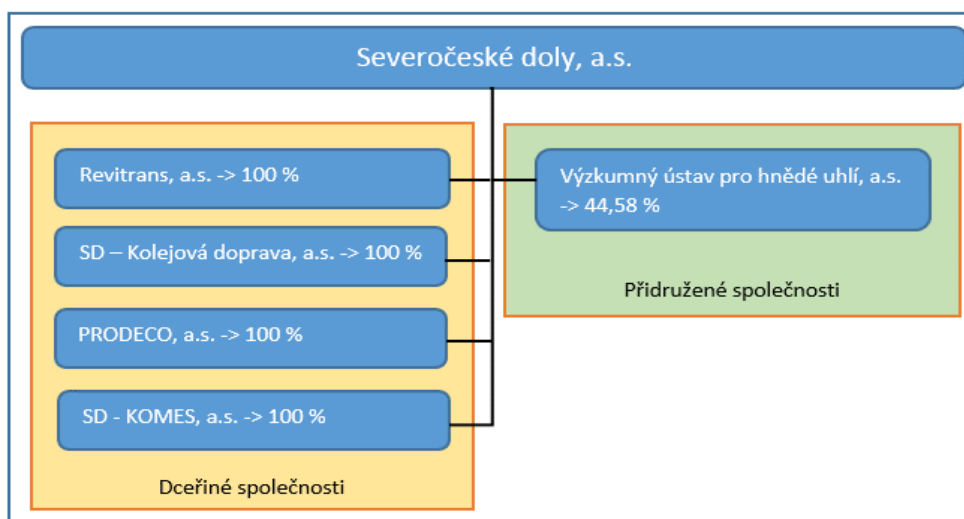 Severočeské doly, a.s.
Revitrans, a.s. -> 100 %
SD – Kolejová doprava, a.s. -> 100 %
PRODECO, a.s. -> 100 %
SD - KOMES, a.s. -> 100 %
Dceřiné společnosti
Výzkumný ústav pro hnědé uhlí, a.s.
-> 44,58 %
Přidružené společnosti